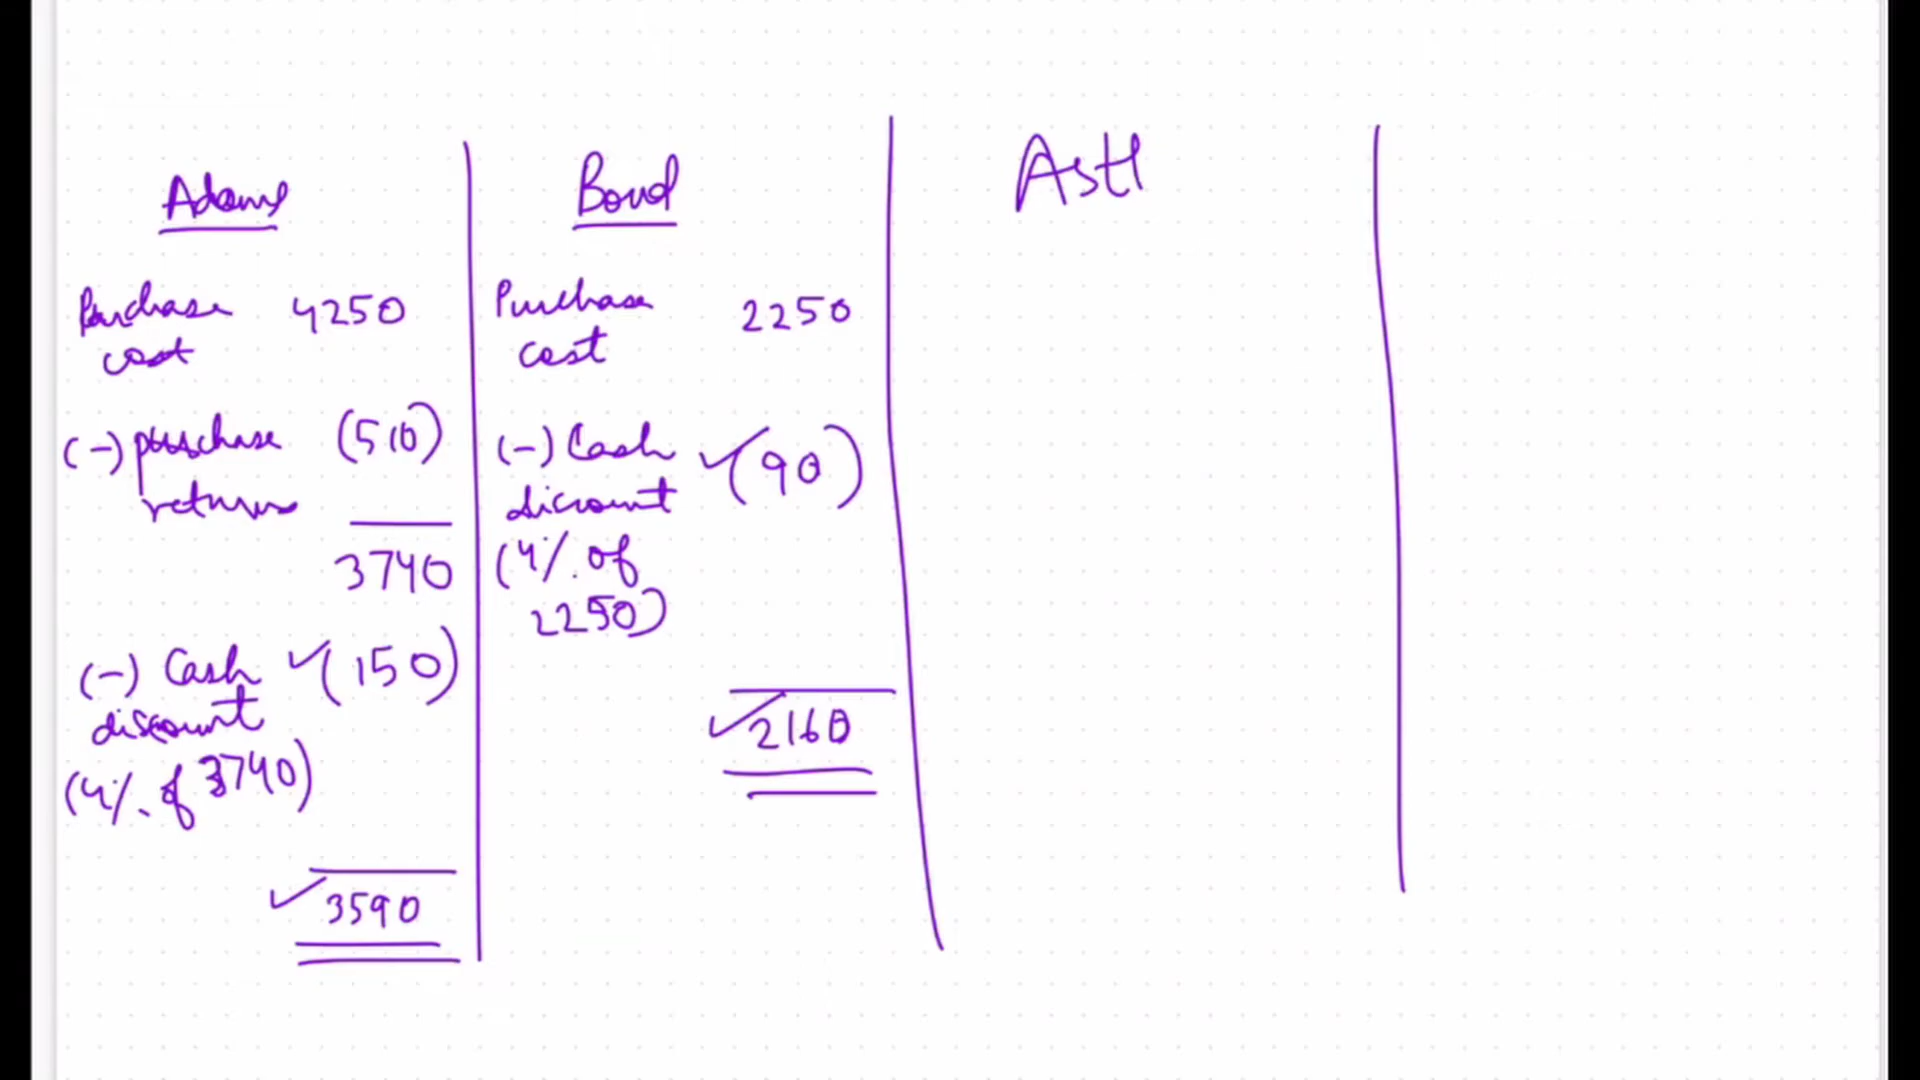 Adams
Purchase 4250
cost
(-) purchase (510)
returns
3740
(-) Cash (150)
discount
(4% of 3740)
3590
Boud
Purchase 2250
cost
(-) Cash (90)
discount
(4% of
2250)
2160
Astl